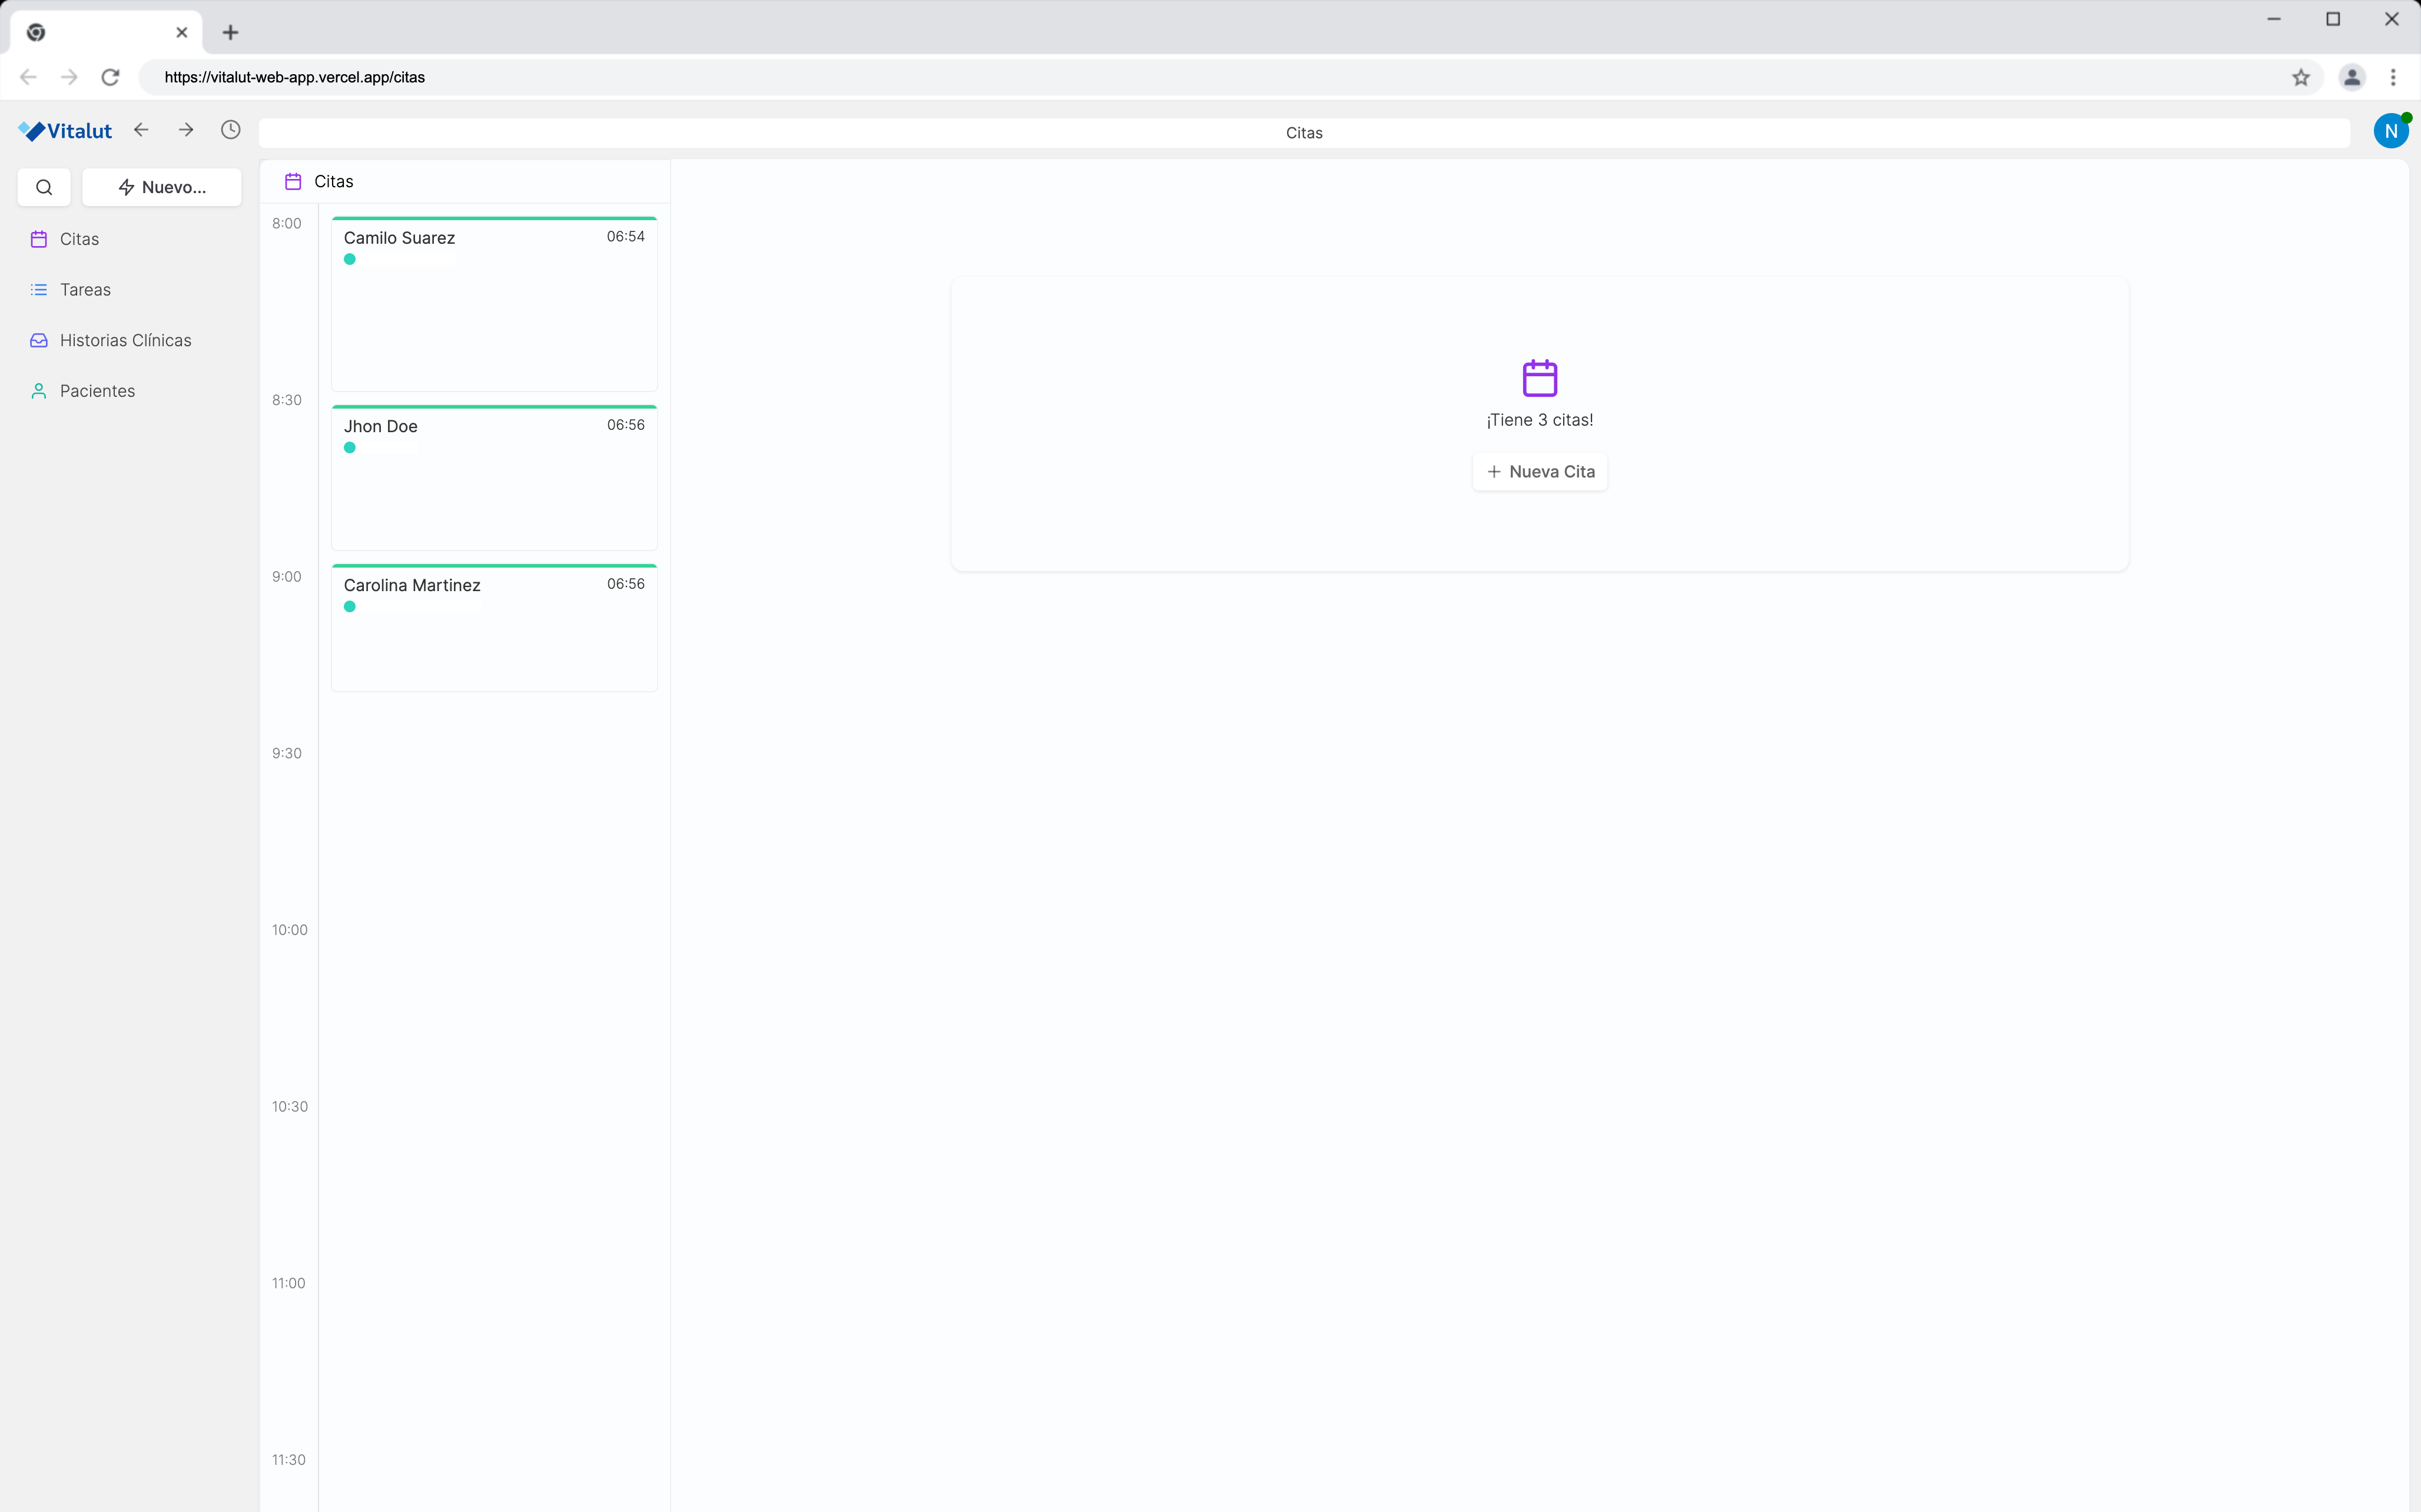 https://vitalut-web-app.vercel.app/citas
Vitalut
Citas
N
Nuevo...
Citas
Tareas
Historias Clínicas
Pacientes
Citas
8:00
Camilo Suarez 06:54
8:30
Jhon Doe 06:56
9:00
Carolina Martinez 06:56
9:30
10:00
10:30
11:00
11:30
¡Tiene 3 citas!
Nueva Cita